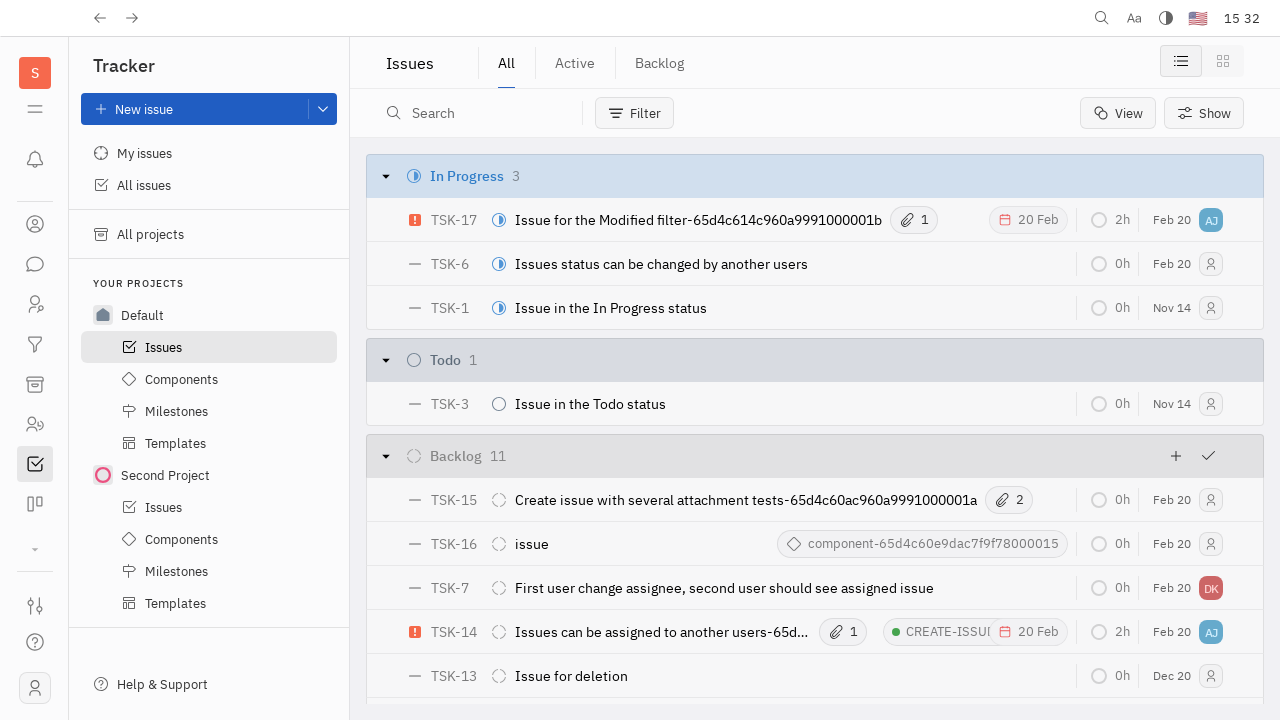 Aa 15 32
S
Tracker
New issue
My issues
All issues
All projects
YOUR PROJECTS
Default
Issues
Components
Milestones
Templates
Second Project
Issues
Components
Milestones
Templates
Help & Support
Issues All Active Backlog
Search Filter View Show
In Progress 3
TSK-17 Issue for the Modified filter-65d4c614c960a9991000001b 1 20 Feb 2h Feb 20 AJ
TSK-6 Issues status can be changed by another users 0h Feb 20
TSK-1 Issue in the In Progress status 0h Nov 14
Todo 1
TSK-3 Issue in the Todo status 0h Nov 14
Backlog 11
TSK-15 Create issue with several attachment tests-65d4c60ac960a9991000001a 2 0h Feb 20
TSK-16 issue component-65d4c60e9dac7f9f78000015 0h Feb 20
TSK-7 First user change assignee, second user should see assigned issue 0h Feb 20 DK
TSK-14 Issues can be assigned to another users-65d... 1 CREATE-ISSU 20 Feb 2h Feb 20 AJ
TSK-13 Issue for deletion 0h Dec 20